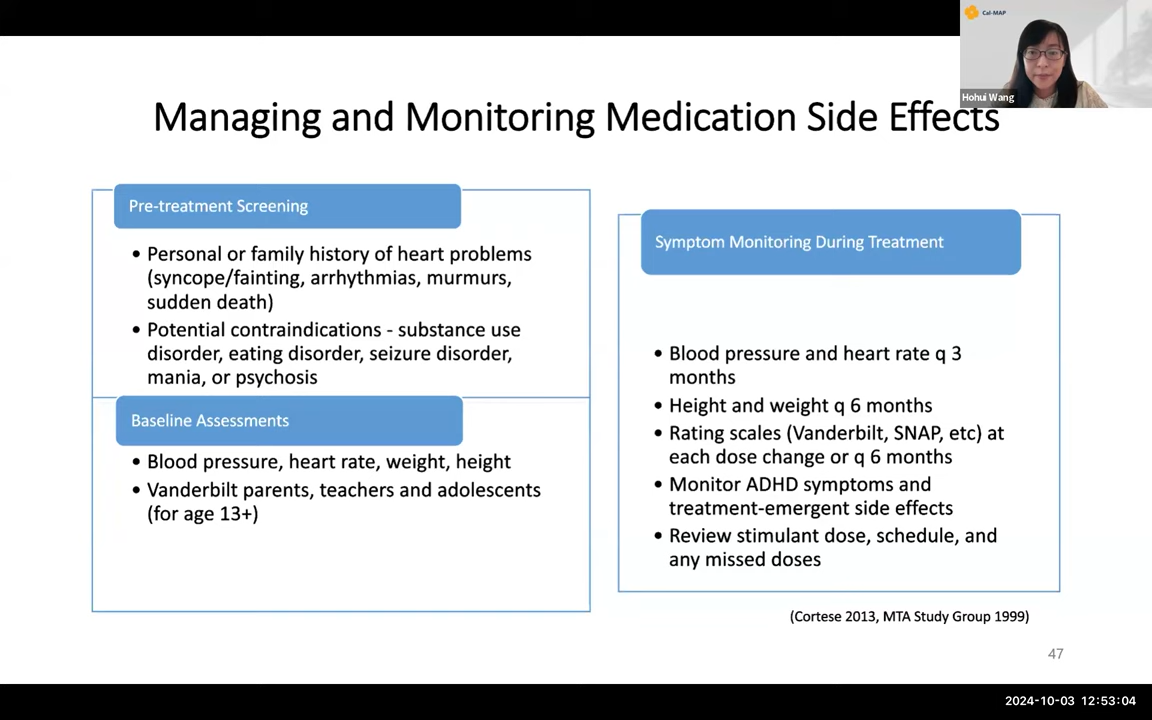 Cal-MAP
Hohui Wang
Managing and Monitoring Medication Side Effects
Pre-treatment Screening
• Personal or family history of heart problems
(syncope/fainting, arrhythmias, murmurs,
sudden death)
• Potential contraindications - substance use
disorder, eating disorder, seizure disorder,
mania, or psychosis
Baseline Assessments
• Blood pressure, heart rate, weight, height
• Vanderbilt parents, teachers and adolescents
(for age 13+)
Symptom Monitoring During Treatment
• Blood pressure and heart rate q 3
months
• Height and weight q 6 months
• Rating scales (Vanderbilt, SNAP, etc) at
each dose change or q 6 months
• Monitor ADHD symptoms and
treatment-emergent side effects
• Review stimulant dose, schedule, and
any missed doses
(Cortese 2013, MTA Study Group 1999)
47
2024-10-03 12:53:04